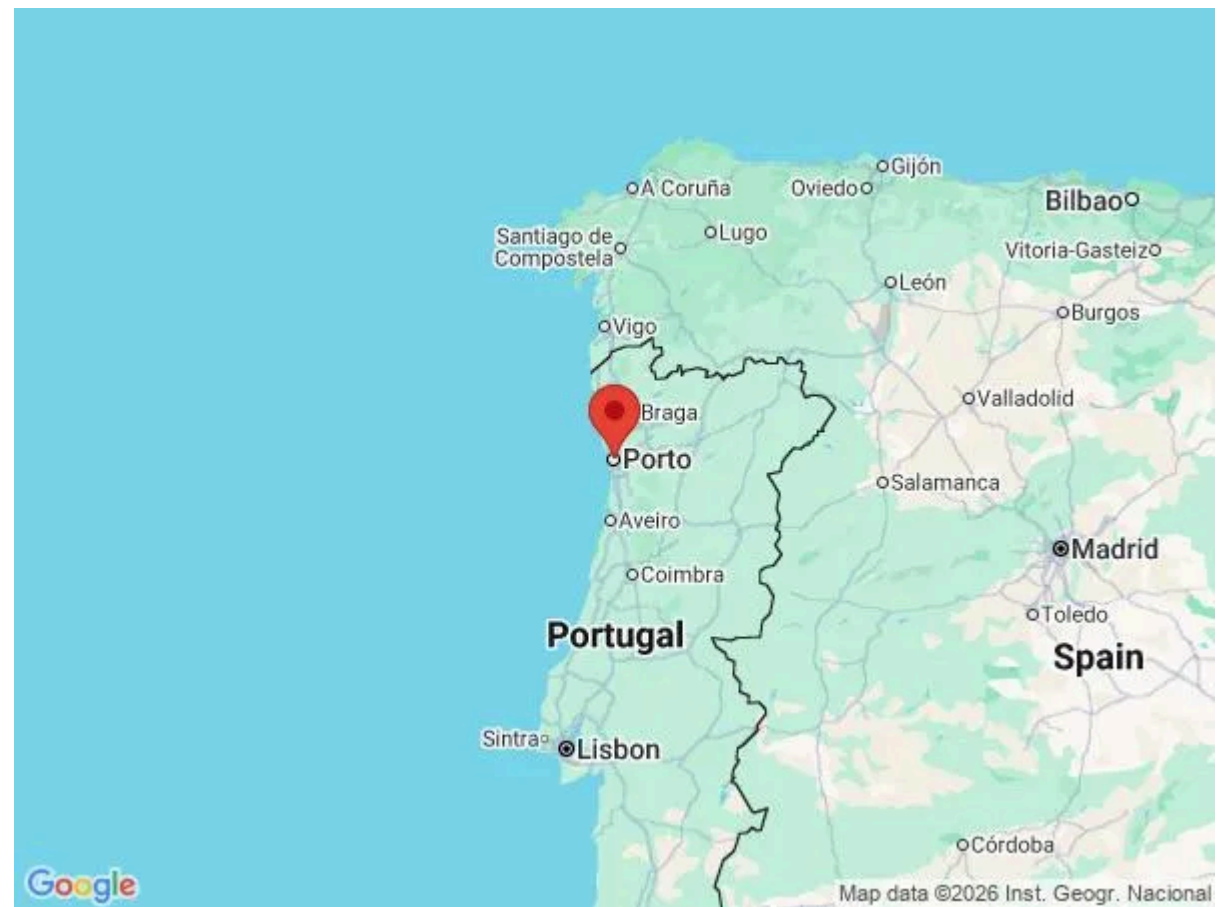 Gijón
A Coruña
Oviedo
Bilbao
Lugo
Santiago de
Compostela
Vitoria-Gasteiz
León
Burgos
Vigo
Valladolid
Braga
Porto
Salamanca
Aveiro
Madrid
Coimbra
Toledo
Portugal
Spain
Sintra
Lisbon
Córdoba
Google
Map data ©2026 Inst. Geogr. Nacional